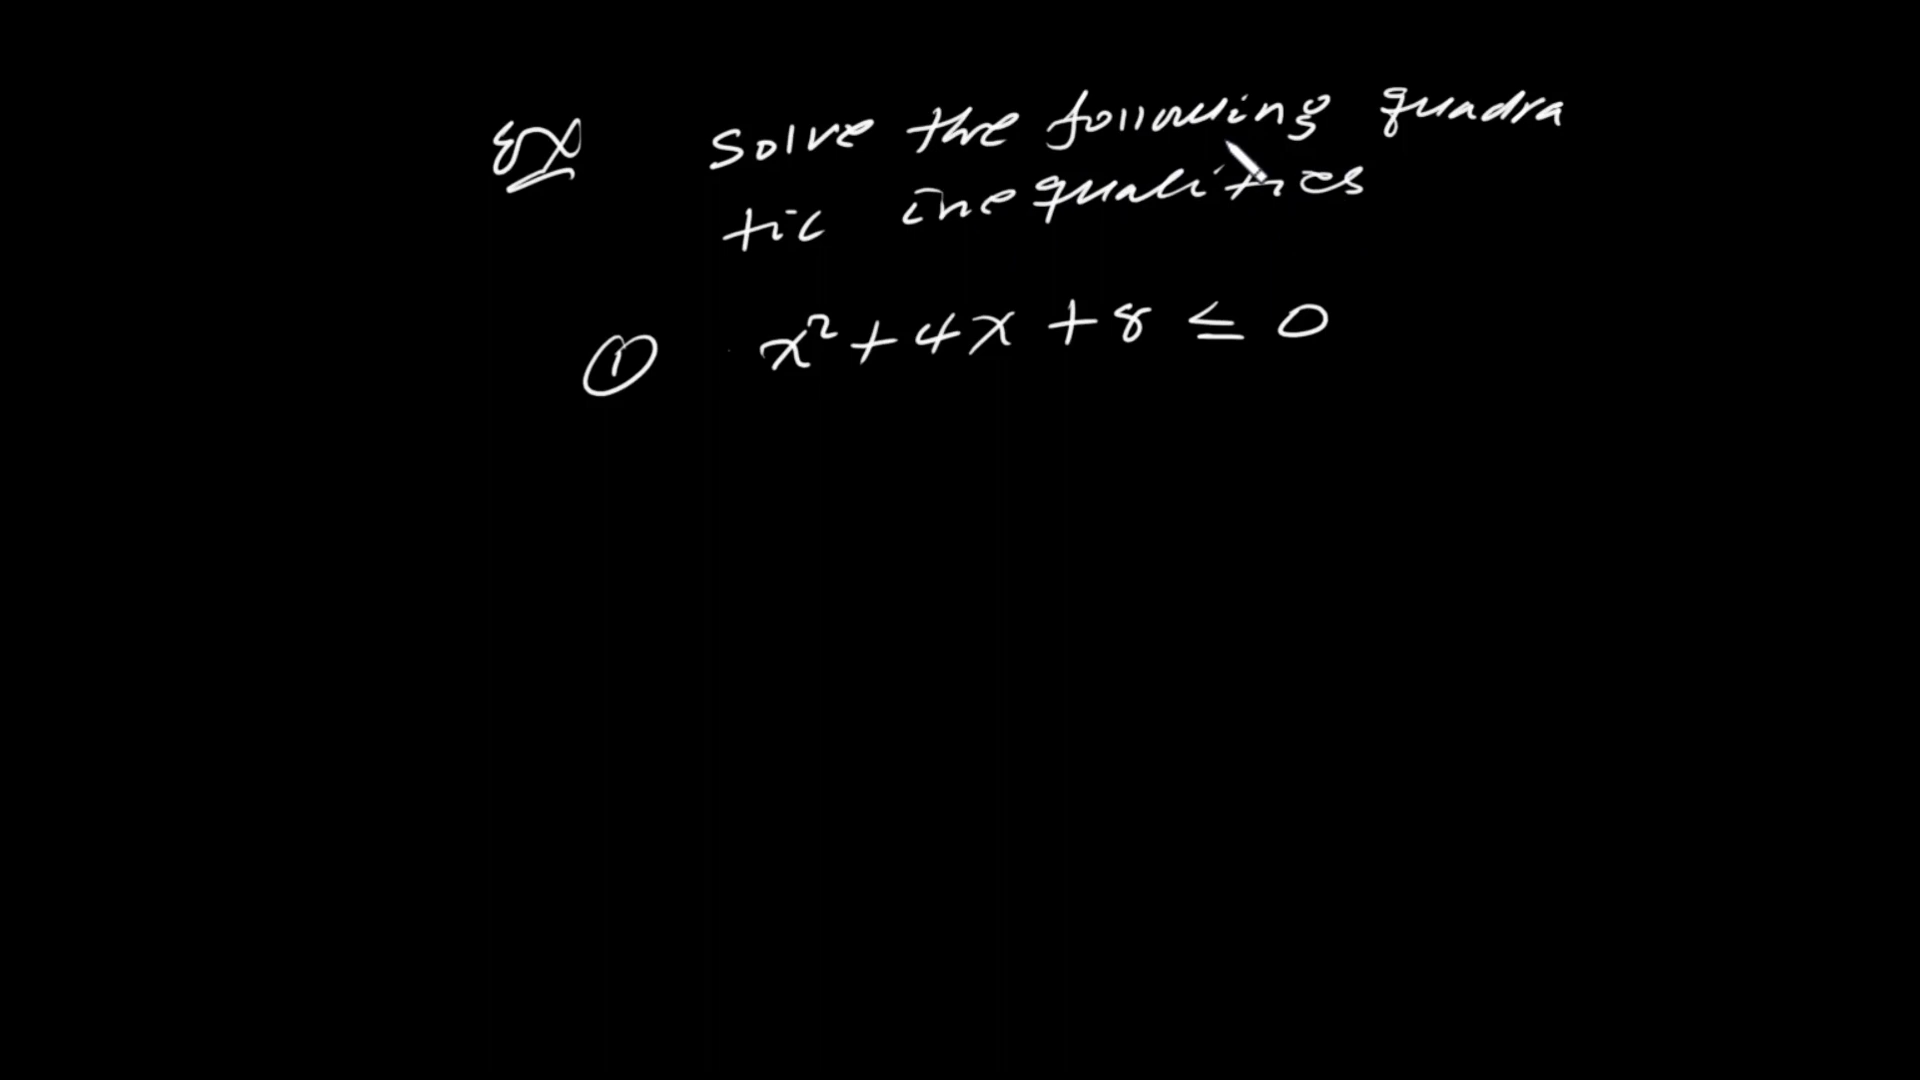 Ex Solve the following quadra
tic inequalities
① x² + 4x + 8 ≤ 0